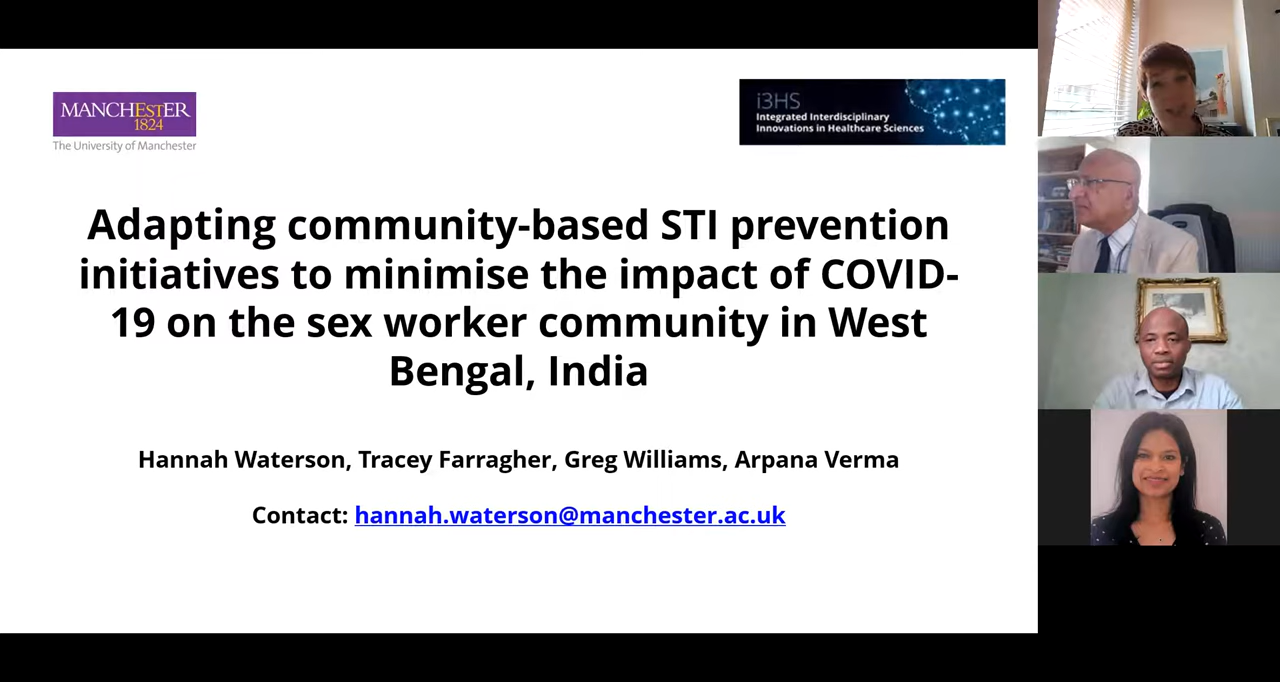 MANCHESTER
1824
The University of Manchester
i3HS
Integrated Interdisciplinary
Innovations in Healthcare Sciences
Adapting community-based STI prevention
initiatives to minimise the impact of COVID-
19 on the sex worker community in West
Bengal, India
Hannah Waterson, Tracey Farragher, Greg Williams, Arpana Verma
Contact: hannah.waterson@manchester.ac.uk